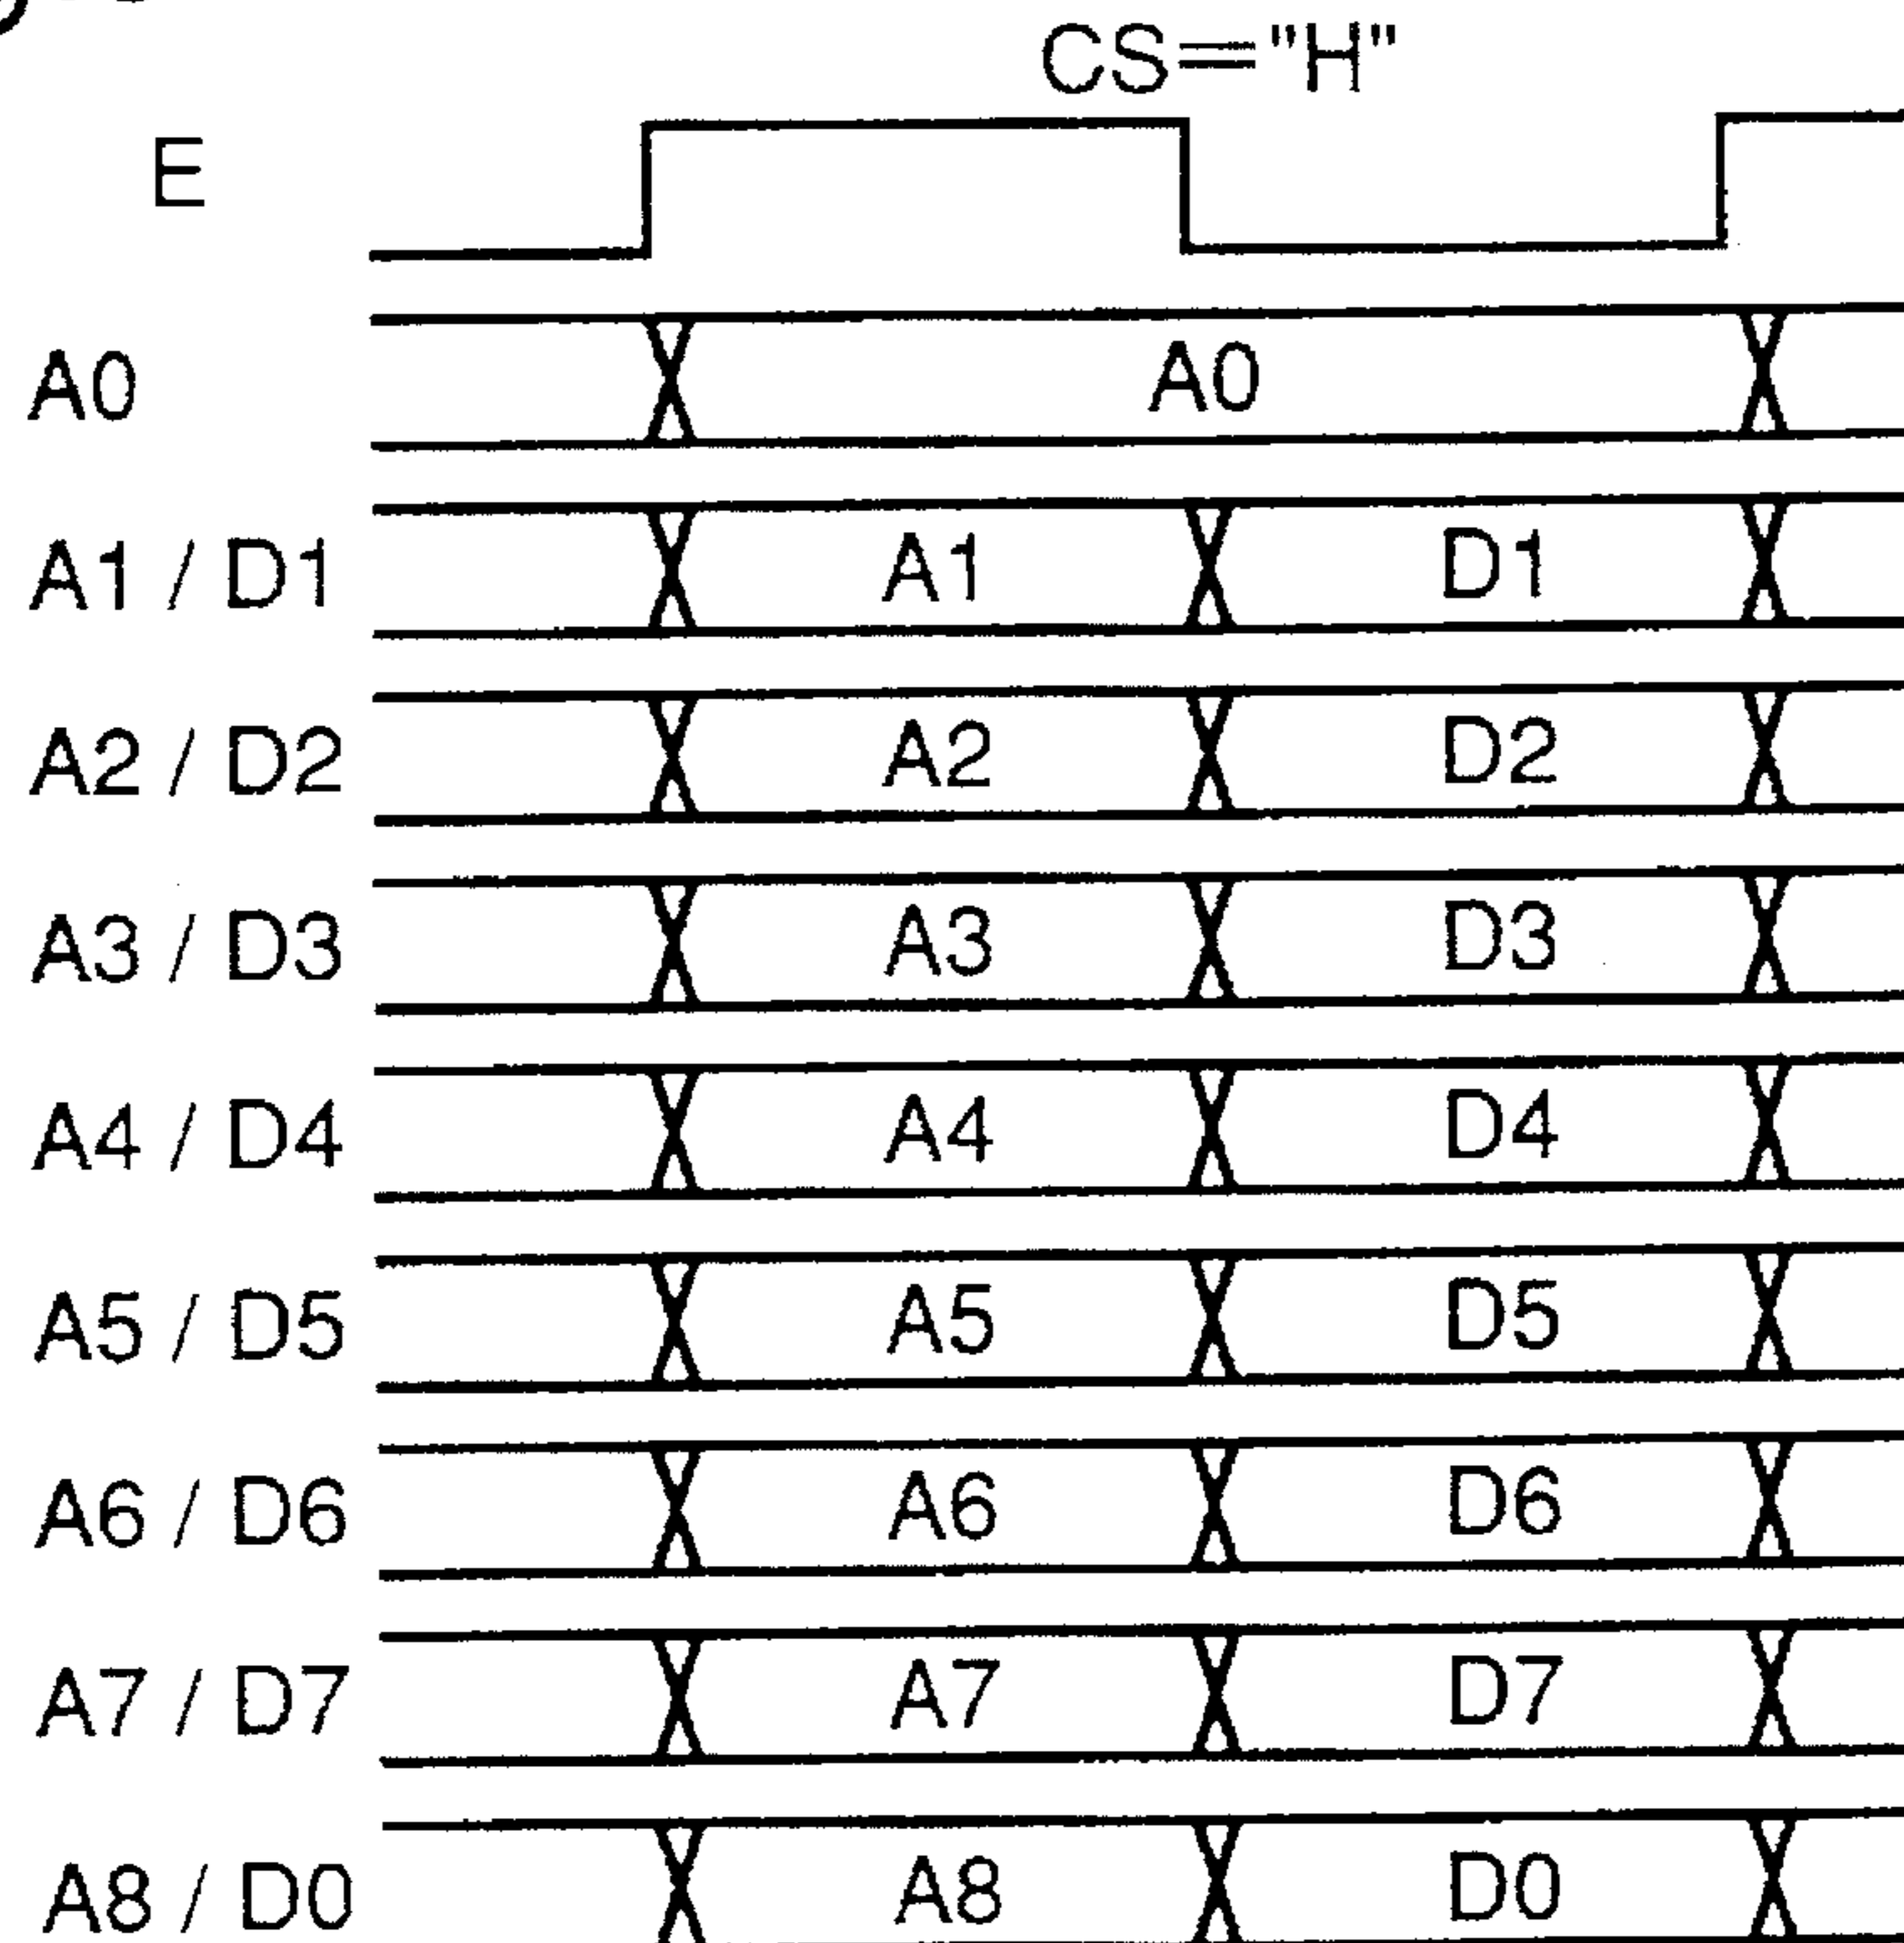 CS="H"
E
A0 A0
A1 / D1 A1 D1
A2 / D2 A2 D2
A3 / D3 A3 D3
A4 / D4 A4 D4
A5 / D5 A5 D5
A6 / D6 A6 D6
A7 / D7 A7 D7
A8 / D0 A8 D0